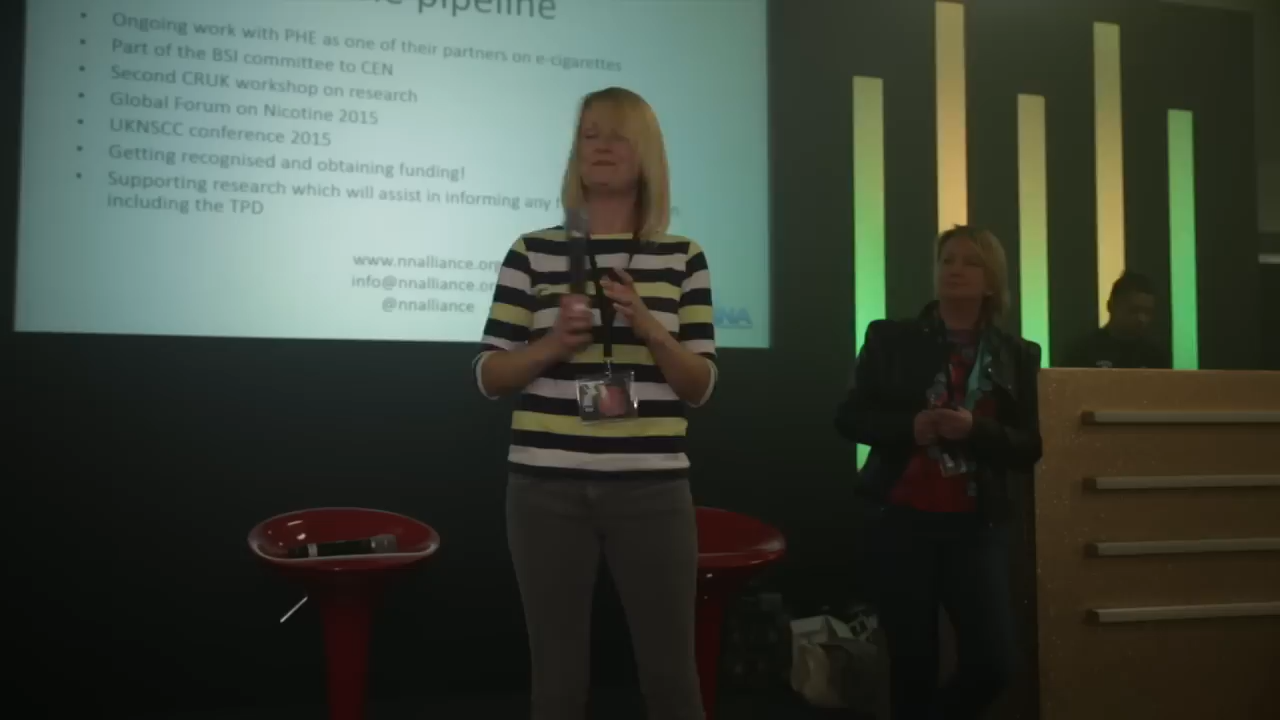 pipeline
• Ongoing work with PHE as one of their partners on e-cigarettes
• Part of the BSI committee to CEN
• Second CRUK workshop on research
• Global Forum on Nicotine 2015
• UKNSCC conference 2015
• Getting recognised and obtaining funding!
• Supporting research which will assist in informing any
including the TPD
www.nnalliance.org
info@nnalliance.or
@nnalliance
NNA